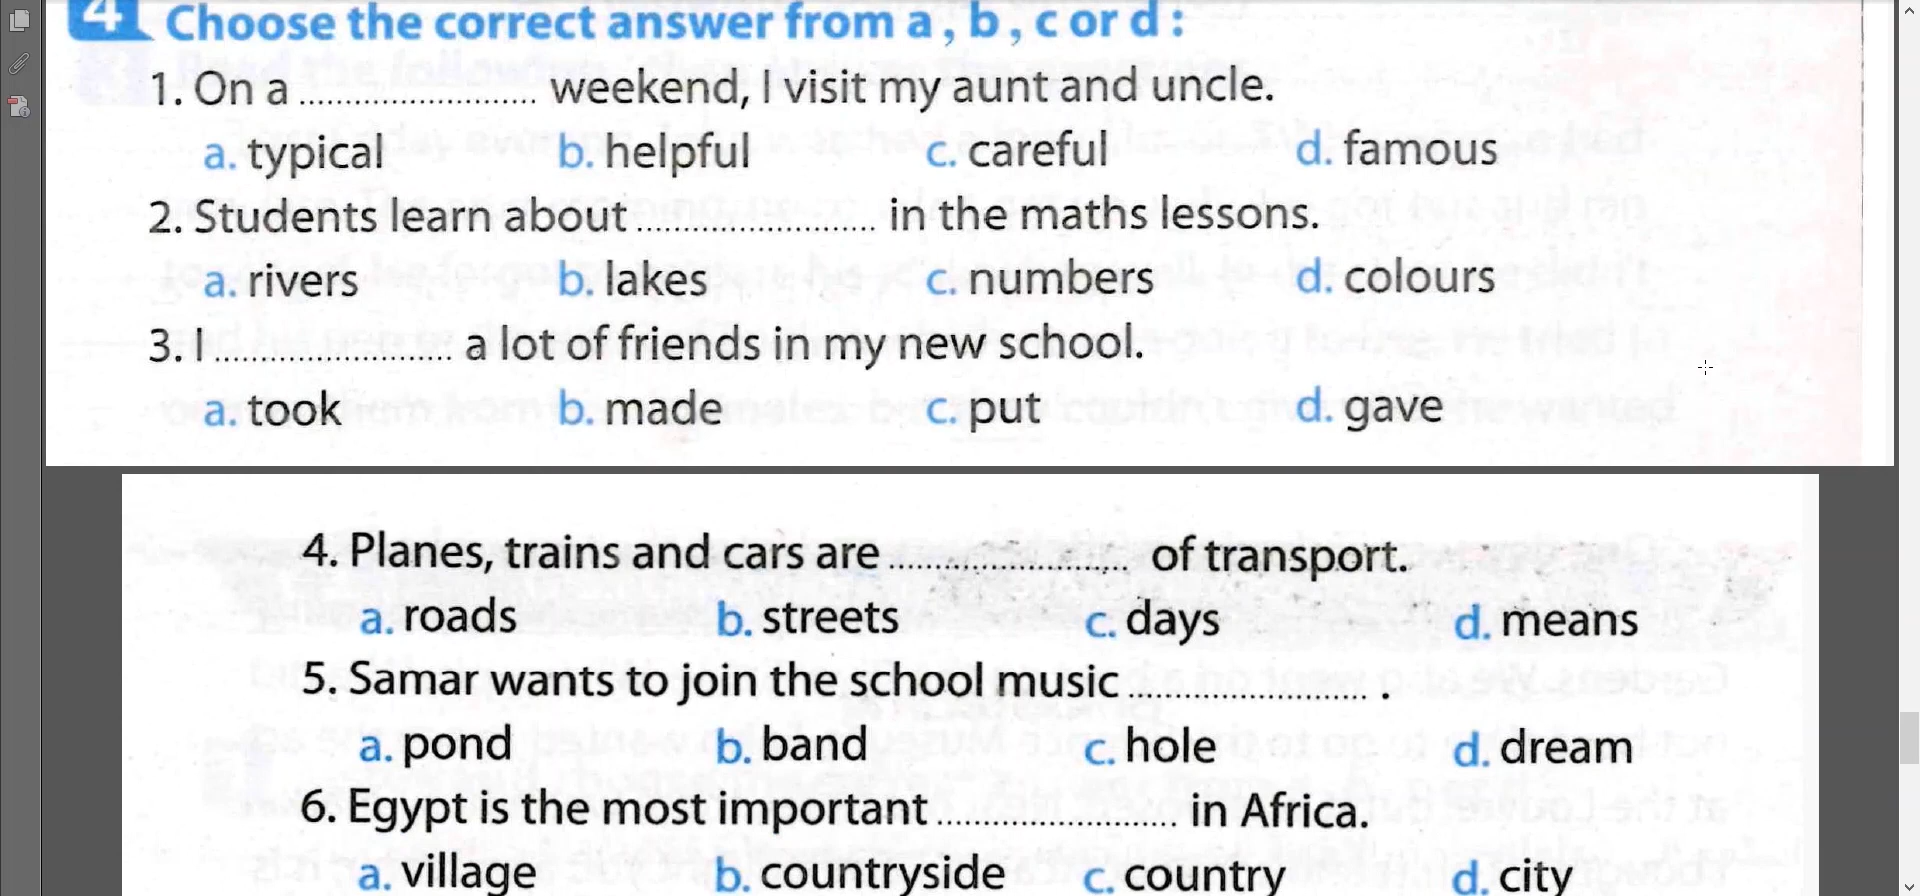 4 Choose the correct answer from a , b , c or d :
1. On a ........................ weekend, I visit my aunt and uncle.
a. typical b. helpful c. careful d. famous
2. Students learn about ........................ in the maths lessons.
a. rivers b. lakes c. numbers d. colours
3. I ........................ a lot of friends in my new school.
a. took b. made c. put d. gave
4. Planes, trains and cars are ........................ of transport.
a. roads b. streets c. days d. means
5. Samar wants to join the school music ........................ .
a. pond b. band c. hole d. dream
6. Egypt is the most important ........................ in Africa.
a. village b. countryside c. country d. city